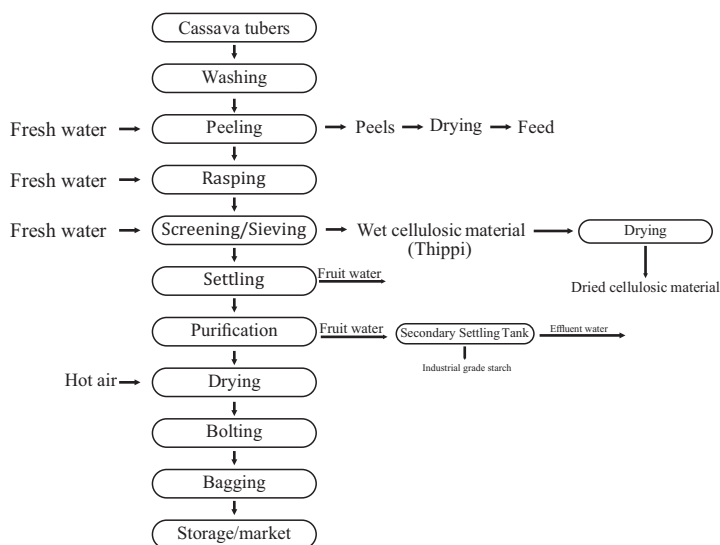 Cassava tubers
Washing
Fresh water
Peeling
Peels
Drying
Feed
Fresh water
Rasping
Fresh water
Screening/Sieving
Wet cellulosic material
(Thippi)
Drying
Settling
Fruit water
Dried cellulosic material
Purification
Fruit water
Secondary Settling Tank
Effluent water
Industrial grade starch
Hot air
Drying
Bolting
Bagging
Storage/market